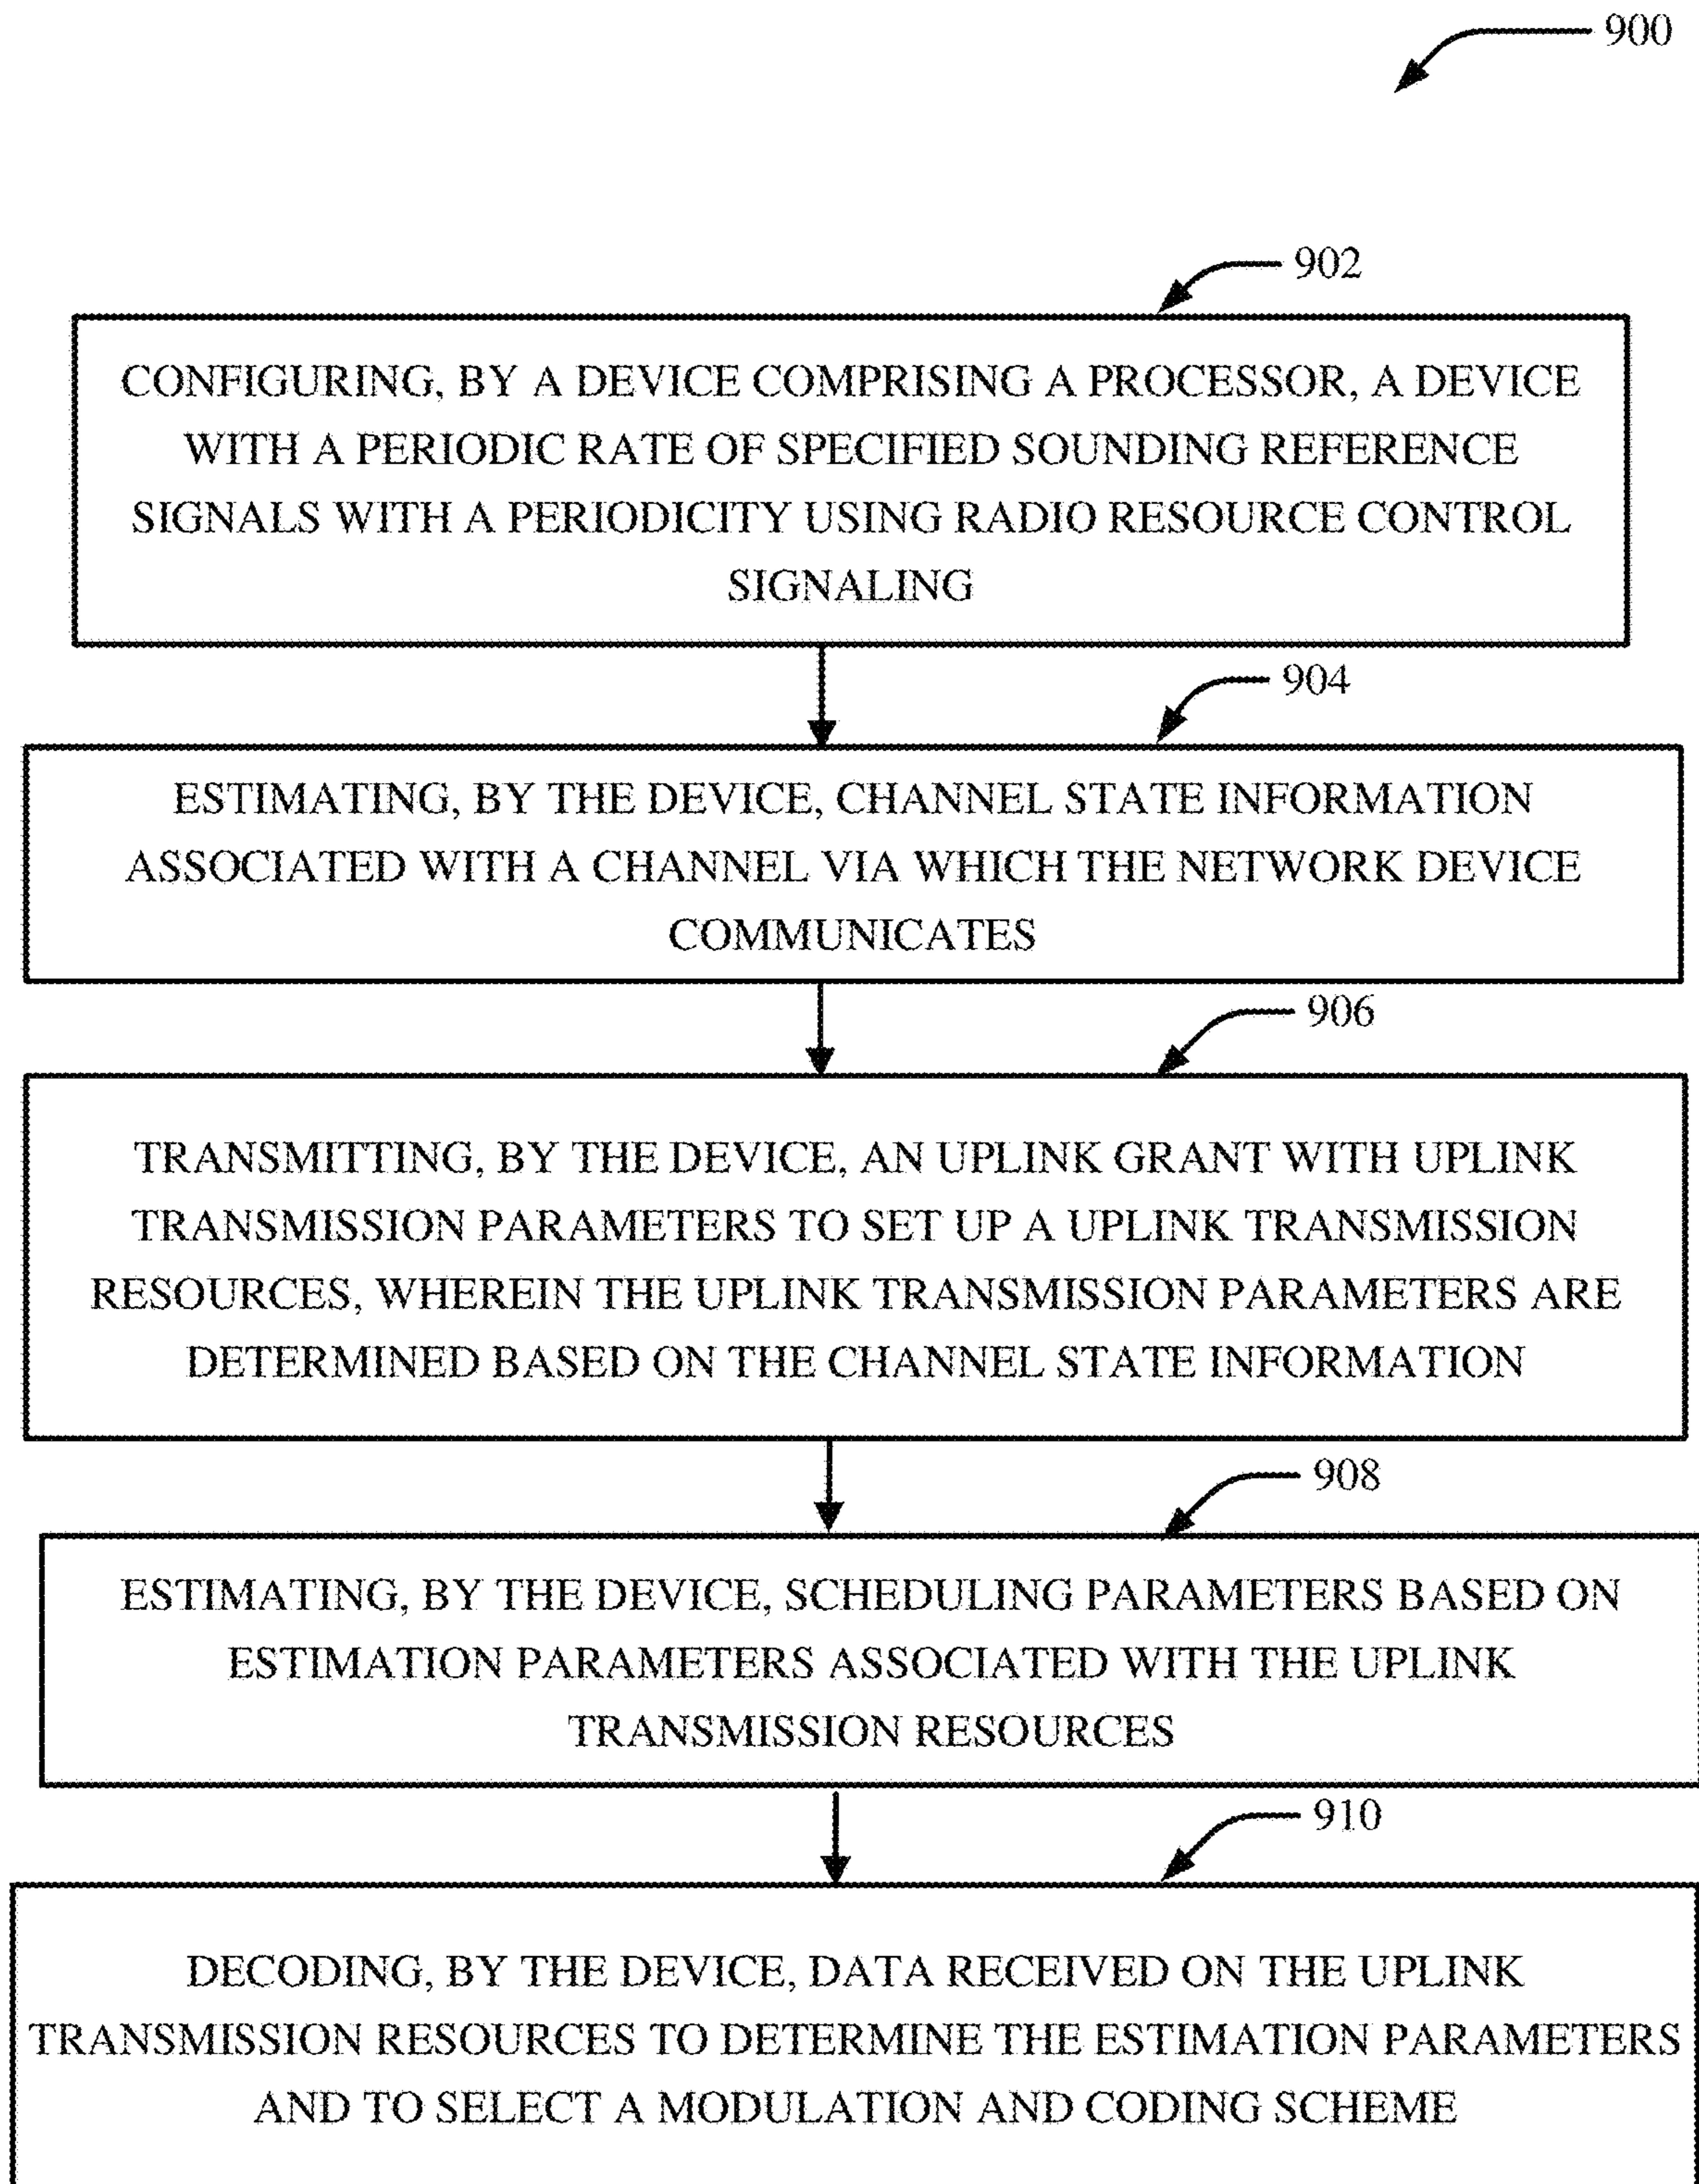 900
902
CONFIGURING, BY A DEVICE COMPRISING A PROCESSOR, A DEVICE
WITH A PERIODIC RATE OF SPECIFIED SOUNDING REFERENCE
SIGNALS WITH A PERIODICITY USING RADIO RESOURCE CONTROL
SIGNALING
904
ESTIMATING, BY THE DEVICE, CHANNEL STATE INFORMATION
ASSOCIATED WITH A CHANNEL VIA WHICH THE NETWORK DEVICE
COMMUNICATES
906
TRANSMITTING, BY THE DEVICE, AN UPLINK GRANT WITH UPLINK
TRANSMISSION PARAMETERS TO SET UP A UPLINK TRANSMISSION
RESOURCES, WHEREIN THE UPLINK TRANSMISSION PARAMETERS ARE
DETERMINED BASED ON THE CHANNEL STATE INFORMATION
908
ESTIMATING, BY THE DEVICE, SCHEDULING PARAMETERS BASED ON
ESTIMATION PARAMETERS ASSOCIATED WITH THE UPLINK
TRANSMISSION RESOURCES
910
DECODING, BY THE DEVICE, DATA RECEIVED ON THE UPLINK
TRANSMISSION RESOURCES TO DETERMINE THE ESTIMATION PARAMETERS
AND TO SELECT A MODULATION AND CODING SCHEME